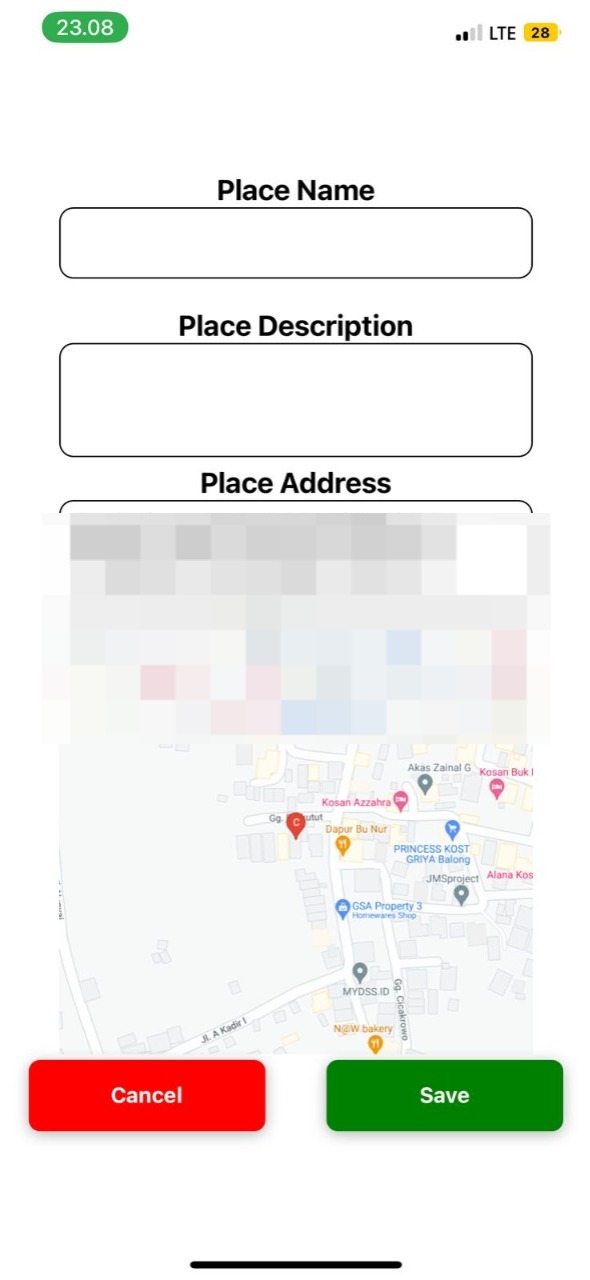 23.08
LTE 28
Place Name
Place Description
Place Address
Akas Zainal G
Kosan Buk
Kosan Azzahra
Gg.
C
Dapur Bu Nur
PRINCESS KOST
GRIYA Balong
JMSproject
Alana Kos
GSA Property 3
Homewares Shop
MYDSS.ID
Gg. Cicakrowo
Jl. A Kadir I
N@W.bakery
Cancel
Save